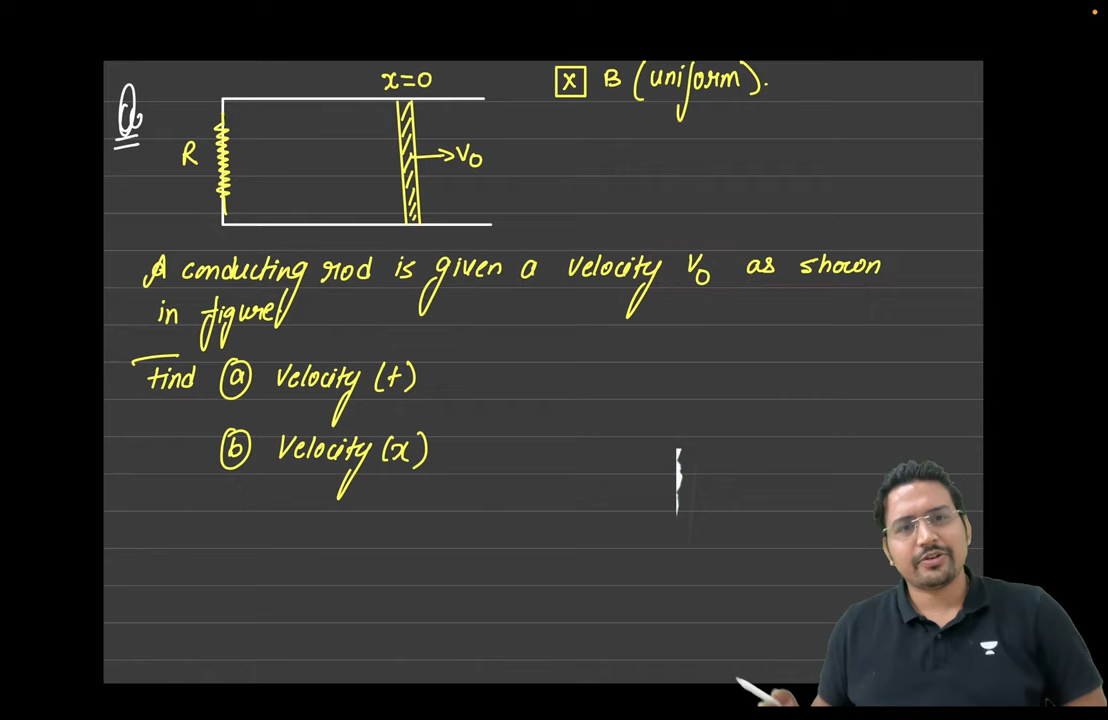 Q
x=0
x B (uniform).
R
V0
A conducting rod is given a velocity V0 as shown
in figure
Find a Velocity (t)
b Velocity (x)